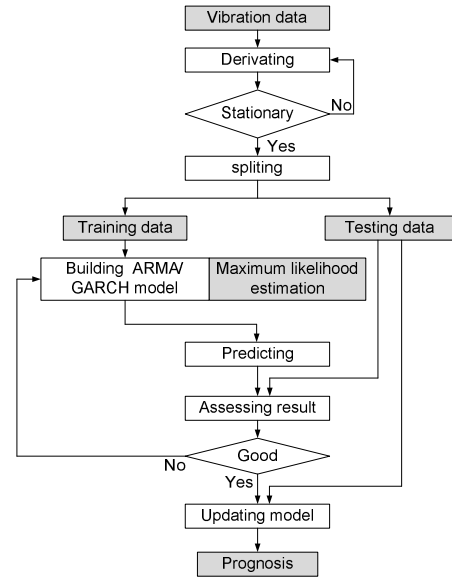 Vibration data
Derivating
Stationary
No
Yes
spliting
Training data
Testing data
Building ARMA/
GARCH model
Maximum likelihood
estimation
Predicting
Assessing result
Good
No
Yes
Updating model
Prognosis